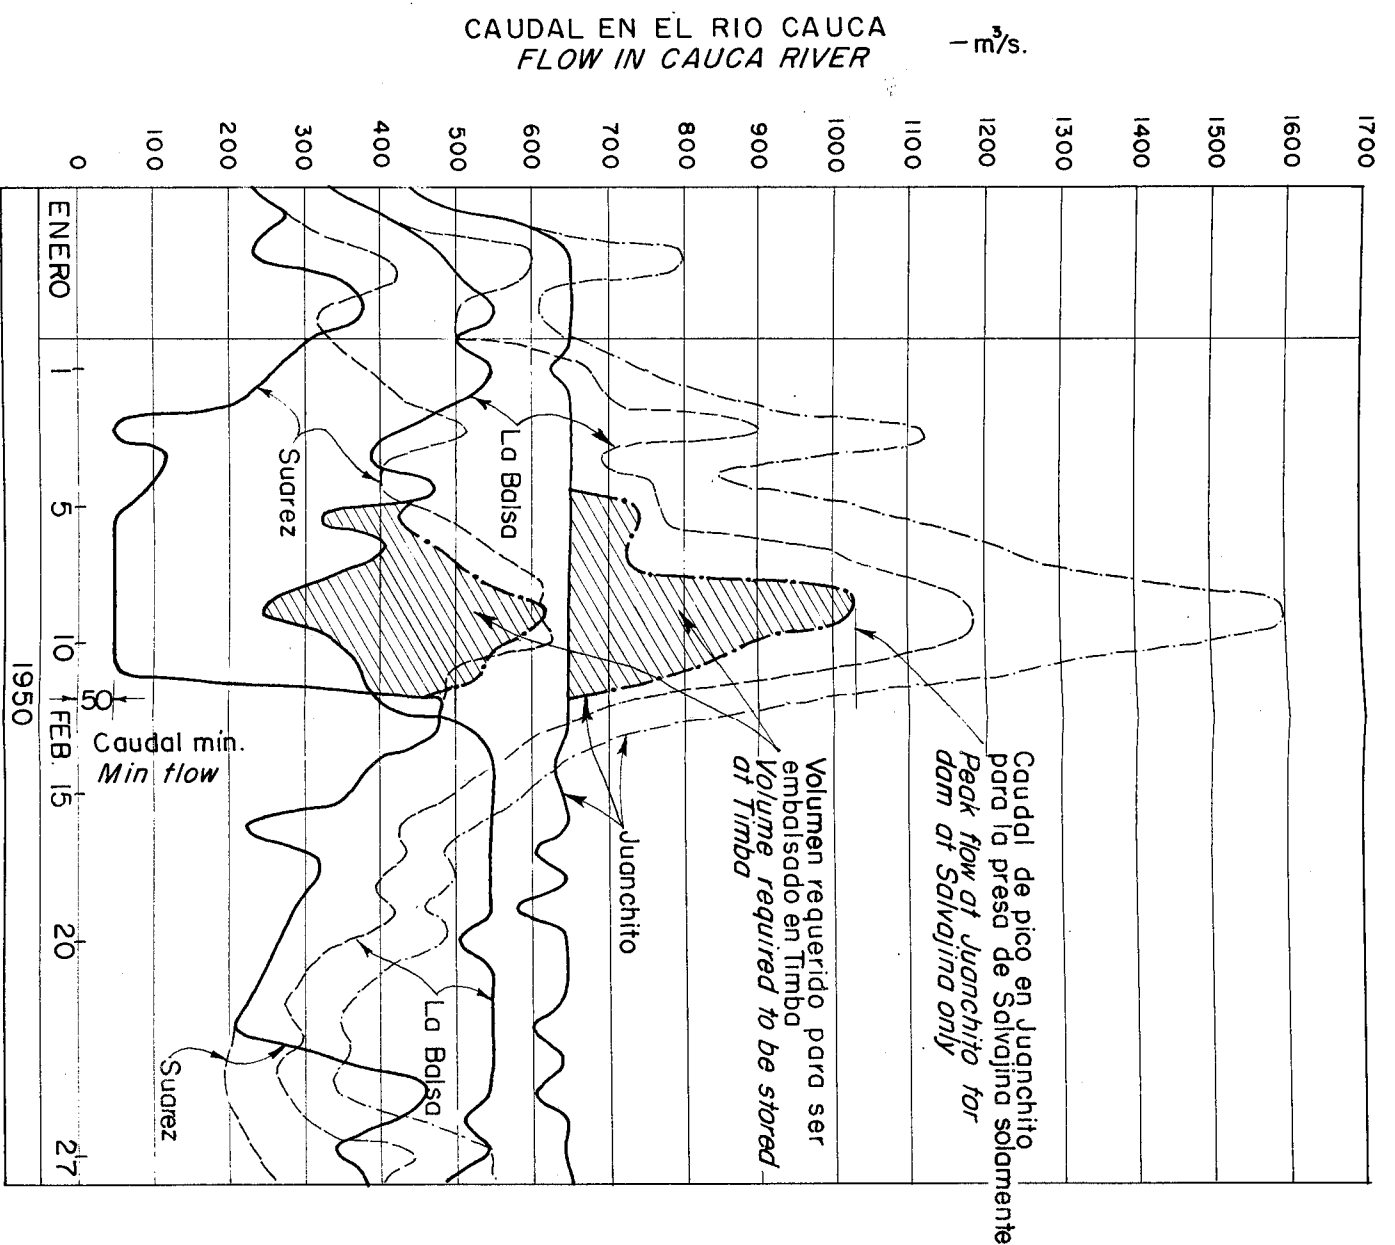 CAUDAL EN EL RIO CAUCA
FLOW IN CAUCA RIVER
– m³/s.
1700
1600
1500
1400
1300
1200
1100
1000
900
800
700
600
500
400
300
200
100
0
ENERO
1
5
10
FEB.
15
20
27
1950
50
Caudal mín.
Min flow
Suarez
La Balsa
Juanchito
La Balsa
Suarez
Volumen requerido para ser
embalsado en Timba
Volume required to be stored
at Timba
Caudal de pico en Juanchito
para la presa de Salvajina solamente
Peak flow at Juanchito for
dam at Salvajina only